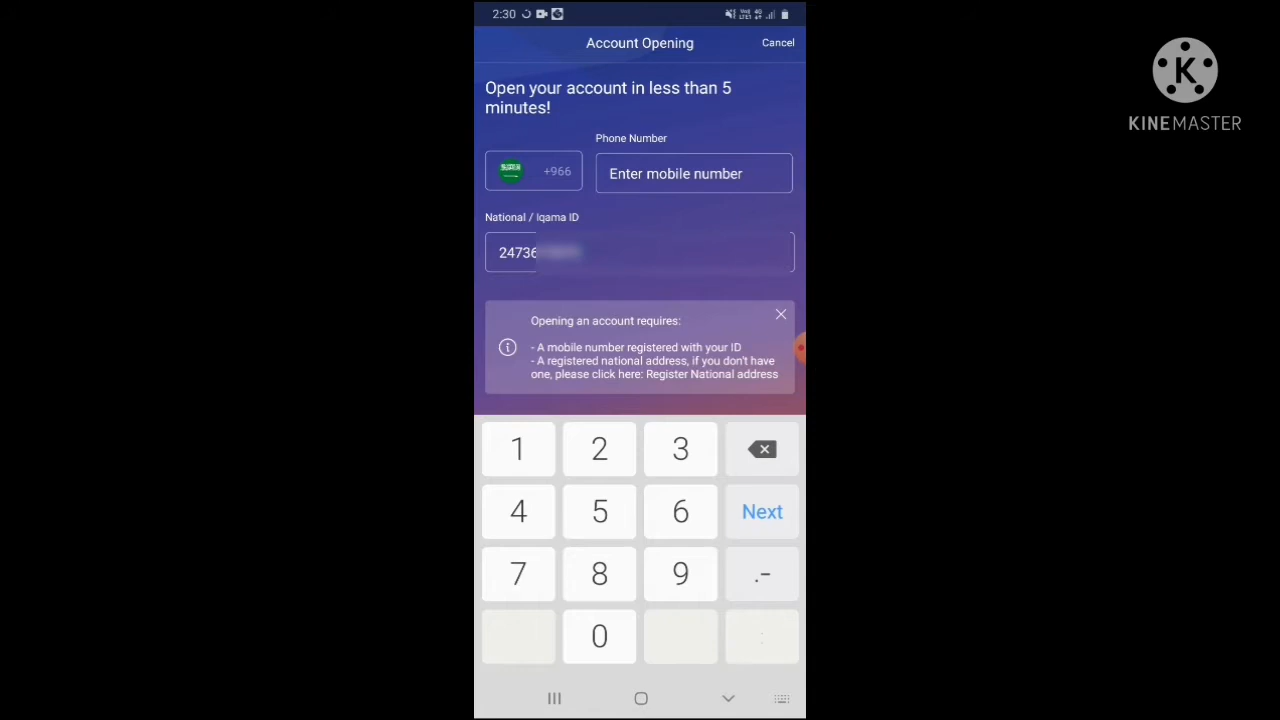 2:30
Account Opening
Cancel
Open your account in less than 5
minutes!
Phone Number
+966
Enter mobile number
National / Iqama ID
24736
Opening an account requires:
- A mobile number registered with your ID
- A registered national address, if you don't have
one, please click here: Register National address
1 2 3
4 5 6 Next
7 8 9 .-
0
K
KINEMASTER